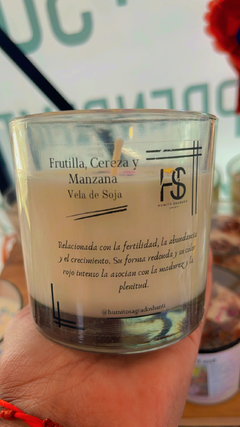 Frutilla, Cereza y
Manzana
Vela de Soja
HS
Relacionada con la fertilidad, la abundancia
y el crecimiento. Su forma redonda y su color
rojo intenso la asocian con la madurez y la
plenitud.